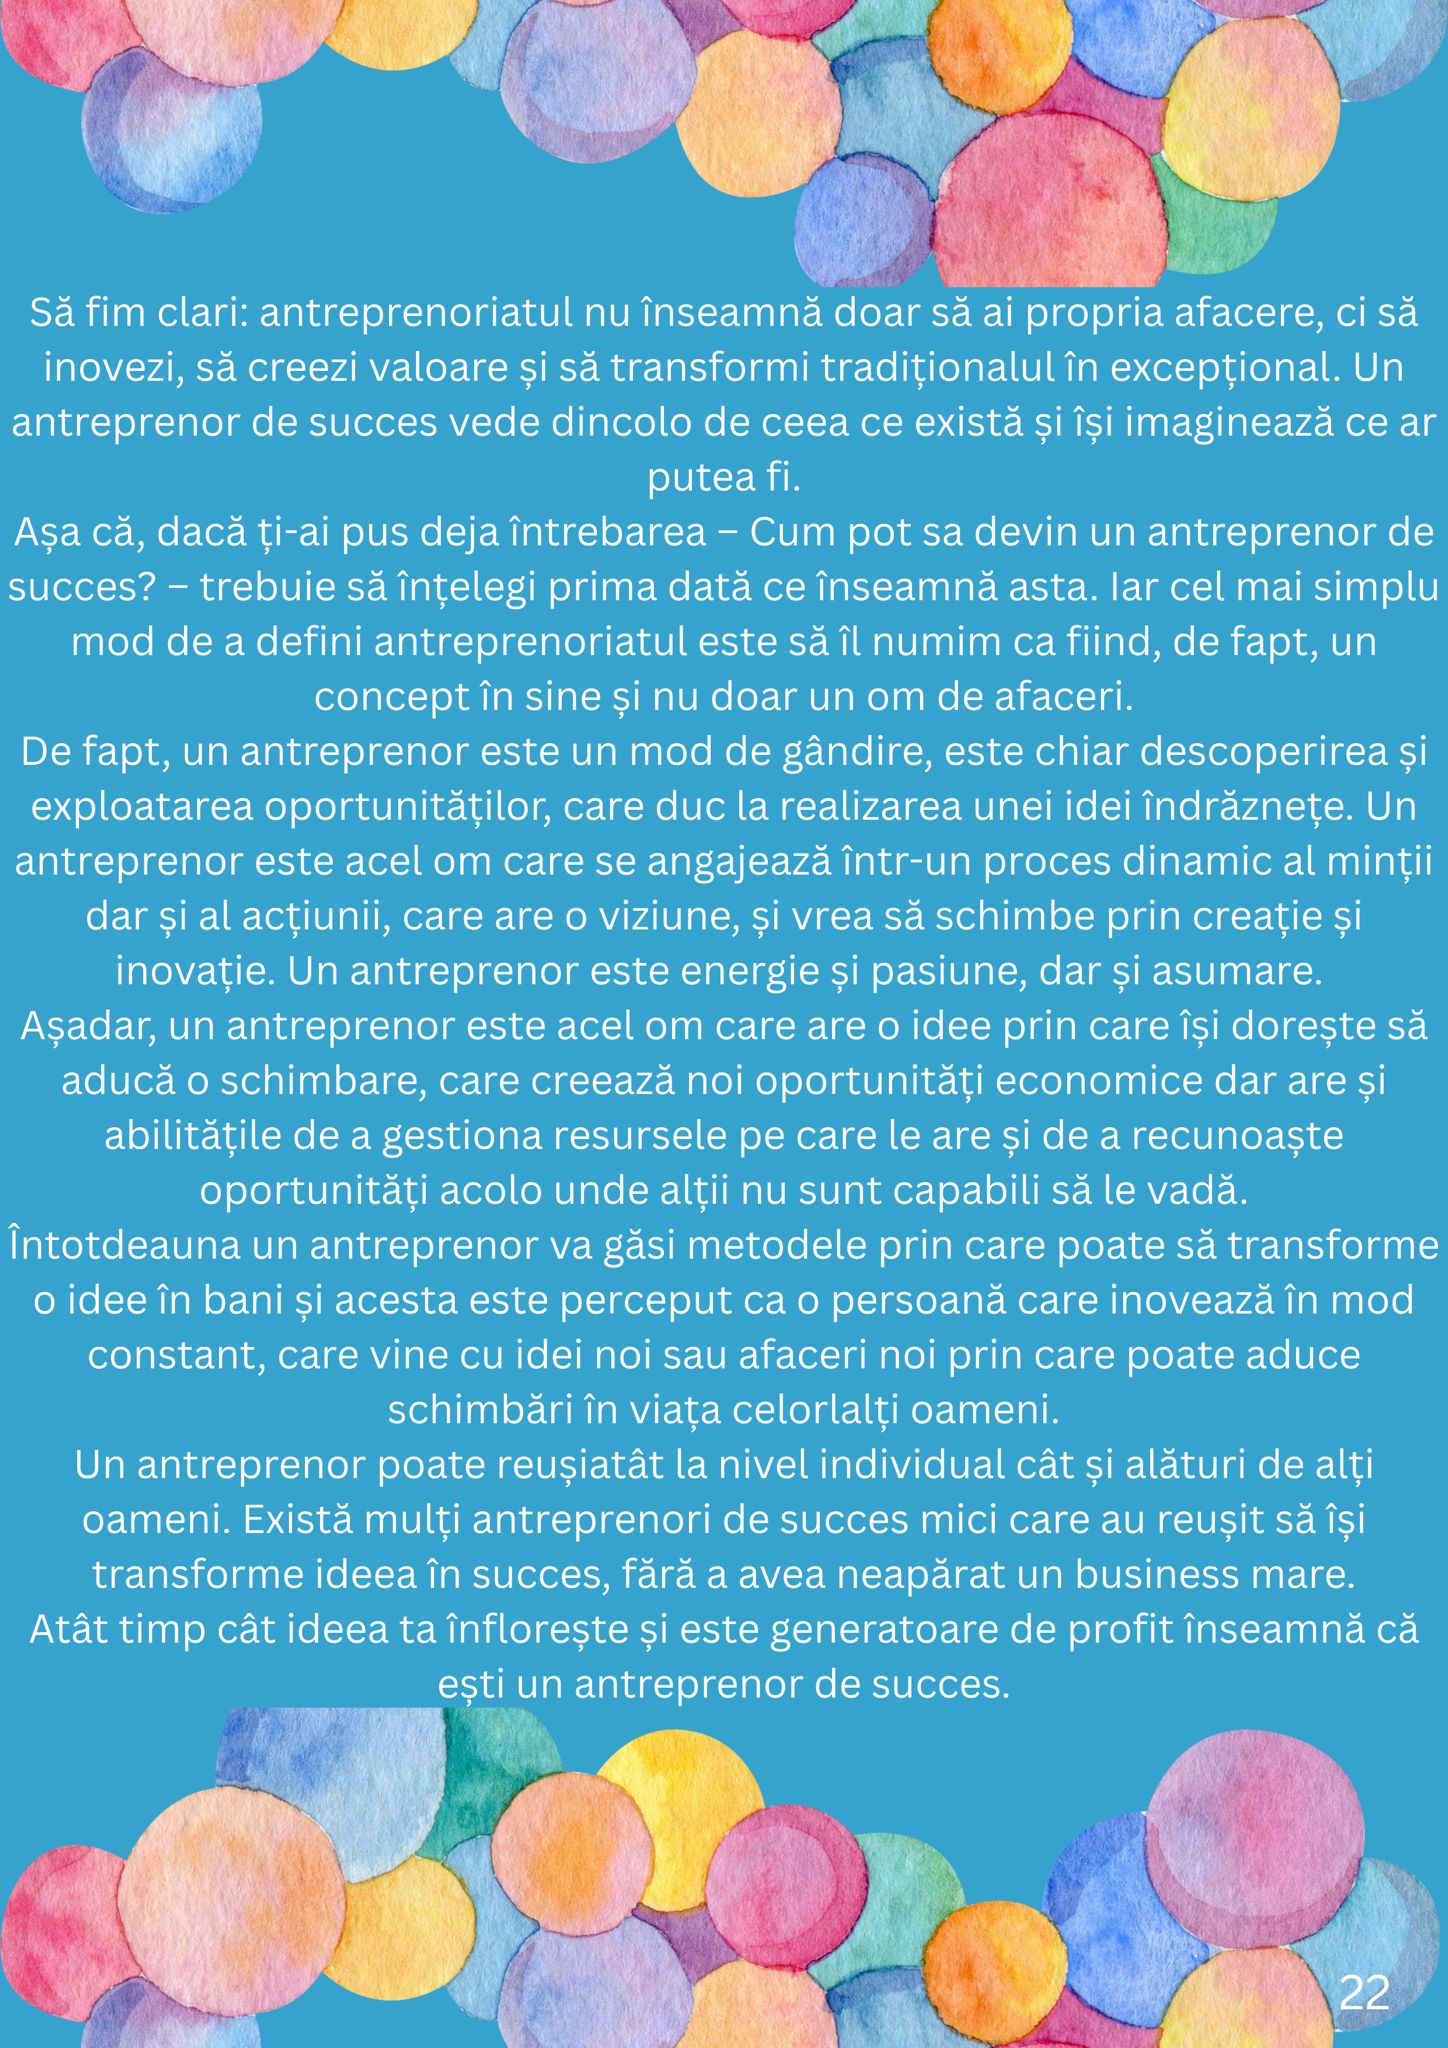 Să fim clari: antreprenoriatul nu înseamnă doar să ai propria afacere, ci să
inovezi, să creezi valoare și să transformi tradiționalul în excepțional. Un
antreprenor de succes vede dincolo de ceea ce există și își imaginează ce ar
putea fi.
Așa că, dacă ți-ai pus deja întrebarea – Cum pot sa devin un antreprenor de
succes? – trebuie să înțelegi prima dată ce înseamnă asta. Iar cel mai simplu
mod de a defini antreprenoriatul este să îl numim ca fiind, de fapt, un
concept în sine și nu doar un om de afaceri.
De fapt, un antreprenor este un mod de gândire, este chiar descoperirea și
exploatarea oportunităților, care duc la realizarea unei idei îndrăznețe. Un
antreprenor este acel om care se angajează într-un proces dinamic al minții
dar și al acțiunii, care are o viziune, și vrea să schimbe prin creație și
inovație. Un antreprenor este energie și pasiune, dar și asumare.
Așadar, un antreprenor este acel om care are o idee prin care își dorește să
aducă o schimbare, care creează noi oportunități economice dar are și
abilitățile de a gestiona resursele pe care le are și de a recunoaște
oportunități acolo unde alții nu sunt capabili să le vadă.
Întotdeauna un antreprenor va găsi metodele prin care poate să transforme
o idee în bani și acesta este perceput ca o persoană care inovează în mod
constant, care vine cu idei noi sau afaceri noi prin care poate aduce
schimbări în viața celorlalți oameni.
Un antreprenor poate reușiatât la nivel individual cât și alături de alți
oameni. Există mulți antreprenori de succes mici care au reușit să își
transforme ideea în succes, fără a avea neapărat un business mare.
Atât timp cât ideea ta înflorește și este generatoare de profit înseamnă că
ești un antreprenor de succes.
22